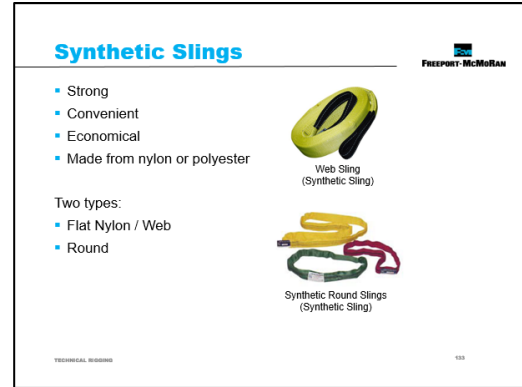 Synthetic Slings
FREEPORT-MCMORAN
Strong
Convenient
Economical
Made from nylon or polyester
Web Sling
(Synthetic Sling)
Two types:
Flat Nylon / Web
Round
Synthetic Round Slings
(Synthetic Sling)
TECHNICAL RIGGING